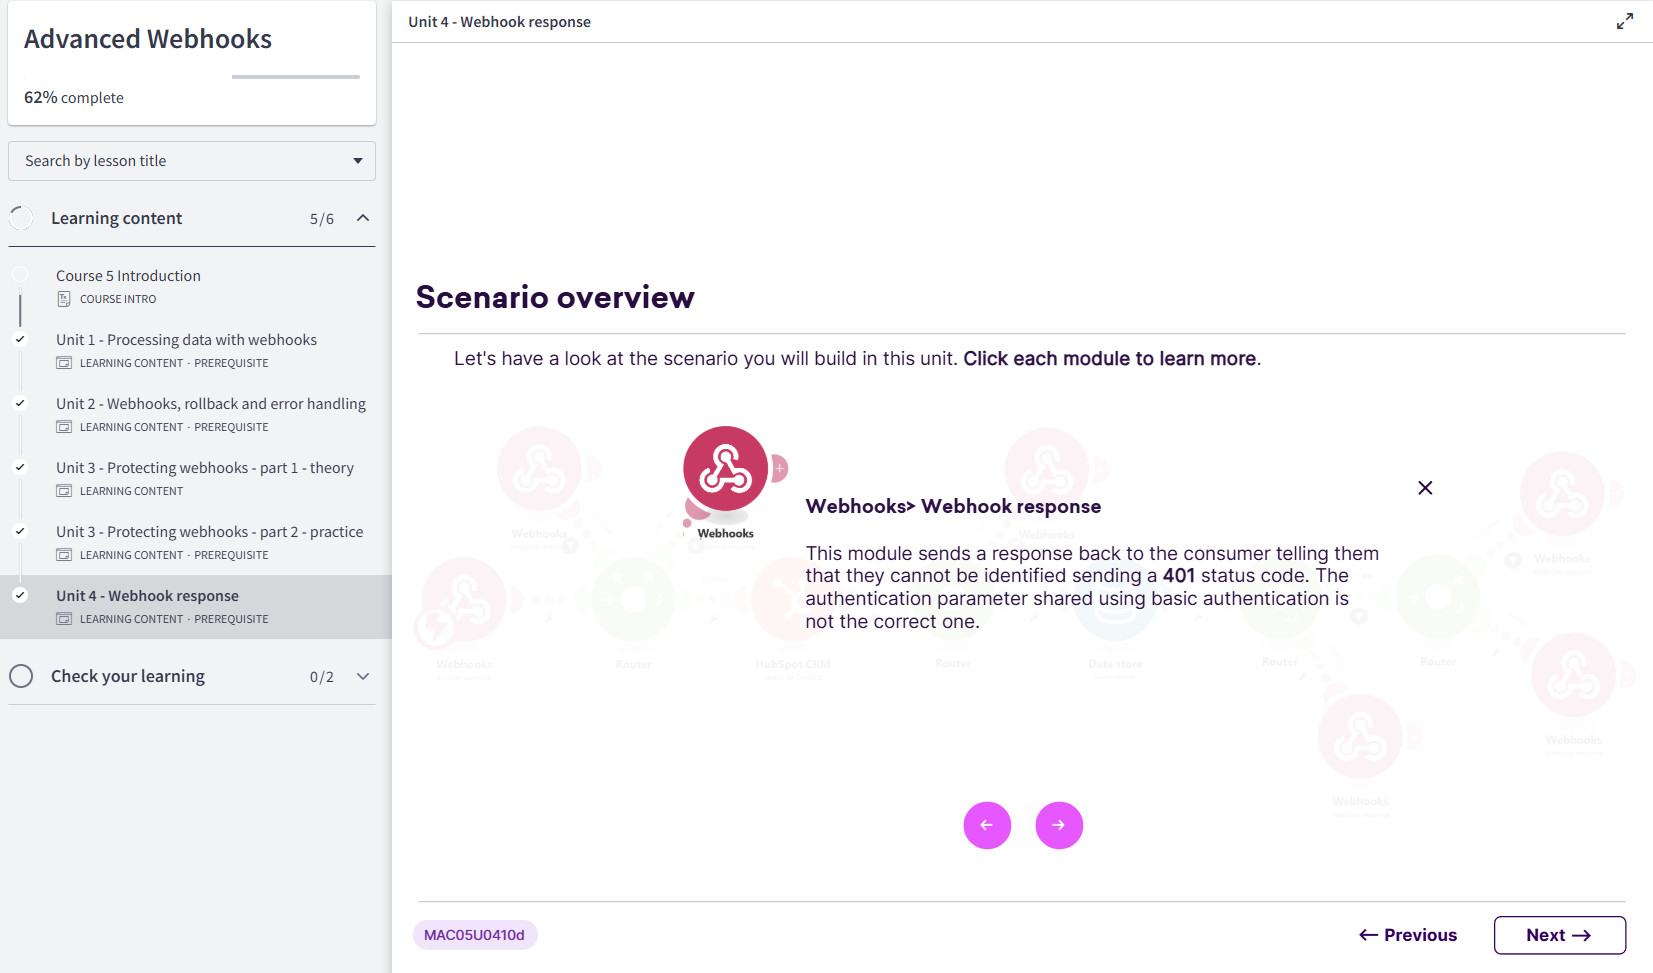 Advanced Webhooks
62% complete
Search by lesson title
Learning content 5/6
Course 5 Introduction
COURSE INTRO
Unit 1 - Processing data with webhooks
LEARNING CONTENT · PREREQUISITE
Unit 2 - Webhooks, rollback and error handling
LEARNING CONTENT · PREREQUISITE
Unit 3 - Protecting webhooks - part 1 - theory
LEARNING CONTENT
Unit 3 - Protecting webhooks - part 2 - practice
LEARNING CONTENT · PREREQUISITE
Unit 4 - Webhook response
LEARNING CONTENT · PREREQUISITE
Check your learning 0/2
Unit 4 - Webhook response
Scenario overview
Let's have a look at the scenario you will build in this unit. Click each module to learn more.
Webhooks
Webhooks
Webhooks
Webhooks> Webhook response
This module sends a response back to the consumer telling them
that they cannot be identified sending a 401 status code. The
authentication parameter shared using basic authentication is
not the correct one.
Webhooks
Webhooks
Router
HubSpot CRM
Router
Data store
Router
Router
Webhooks
Webhooks
MAC05U0410d
← Previous
Next →